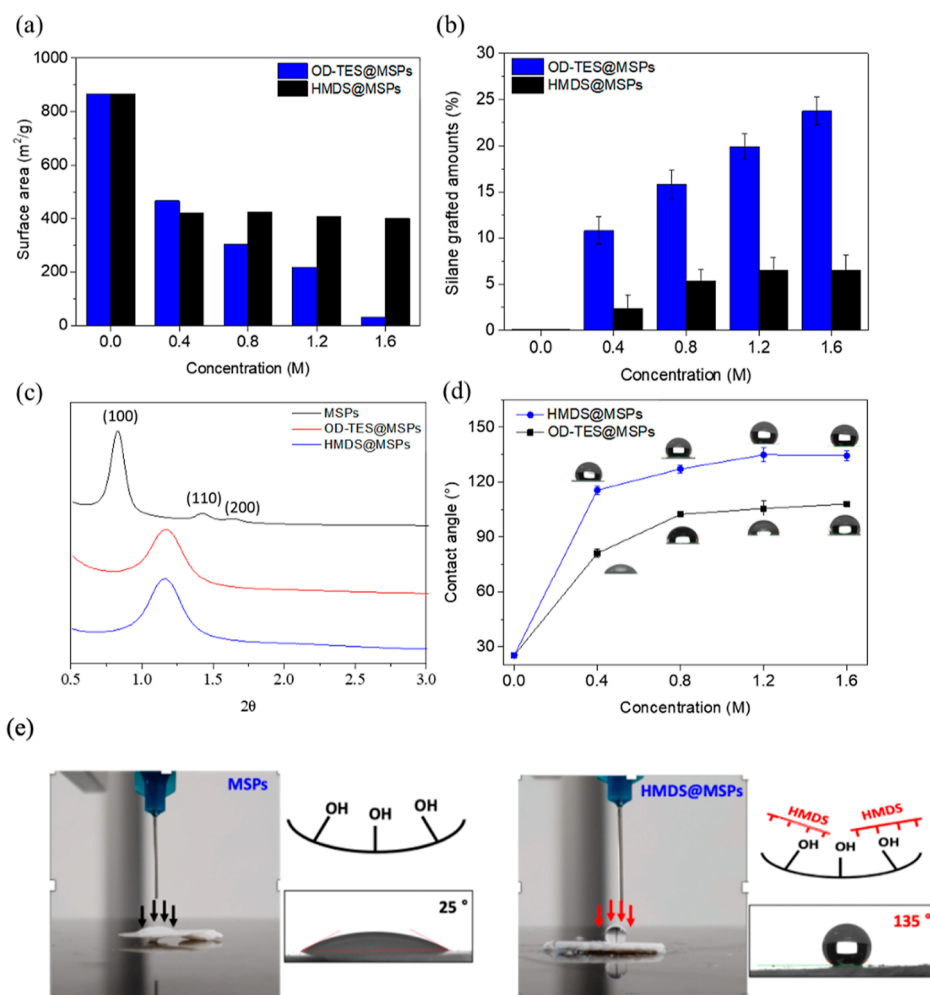 (a)
1000
800
600
400
200
0
Surface area (m²/g)
OD-TES@MSPs
HMDS@MSPs
0.0 0.4 0.8 1.2 1.6
Concentration (M)
(b)
30
25
20
15
10
5
0
Silane grafted amounts (%)
OD-TES@MSPs
HMDS@MSPs
0.0 0.4 0.8 1.2 1.6
Concentration (M)
(c)
(100)
(110)
(200)
MSPs
OD-TES@MSPs
HMDS@MSPs
0.5 1.0 1.5 2.0 2.5 3.0
2θ
(d)
150
120
90
60
30
Contact angle (°)
HMDS@MSPs
OD-TES@MSPs
0.0 0.4 0.8 1.2 1.6
Concentration (M)
(e)
MSPs
OH OH OH
25 °
HMDS@MSPs
HMDS HMDS
OH OH OH
135 °